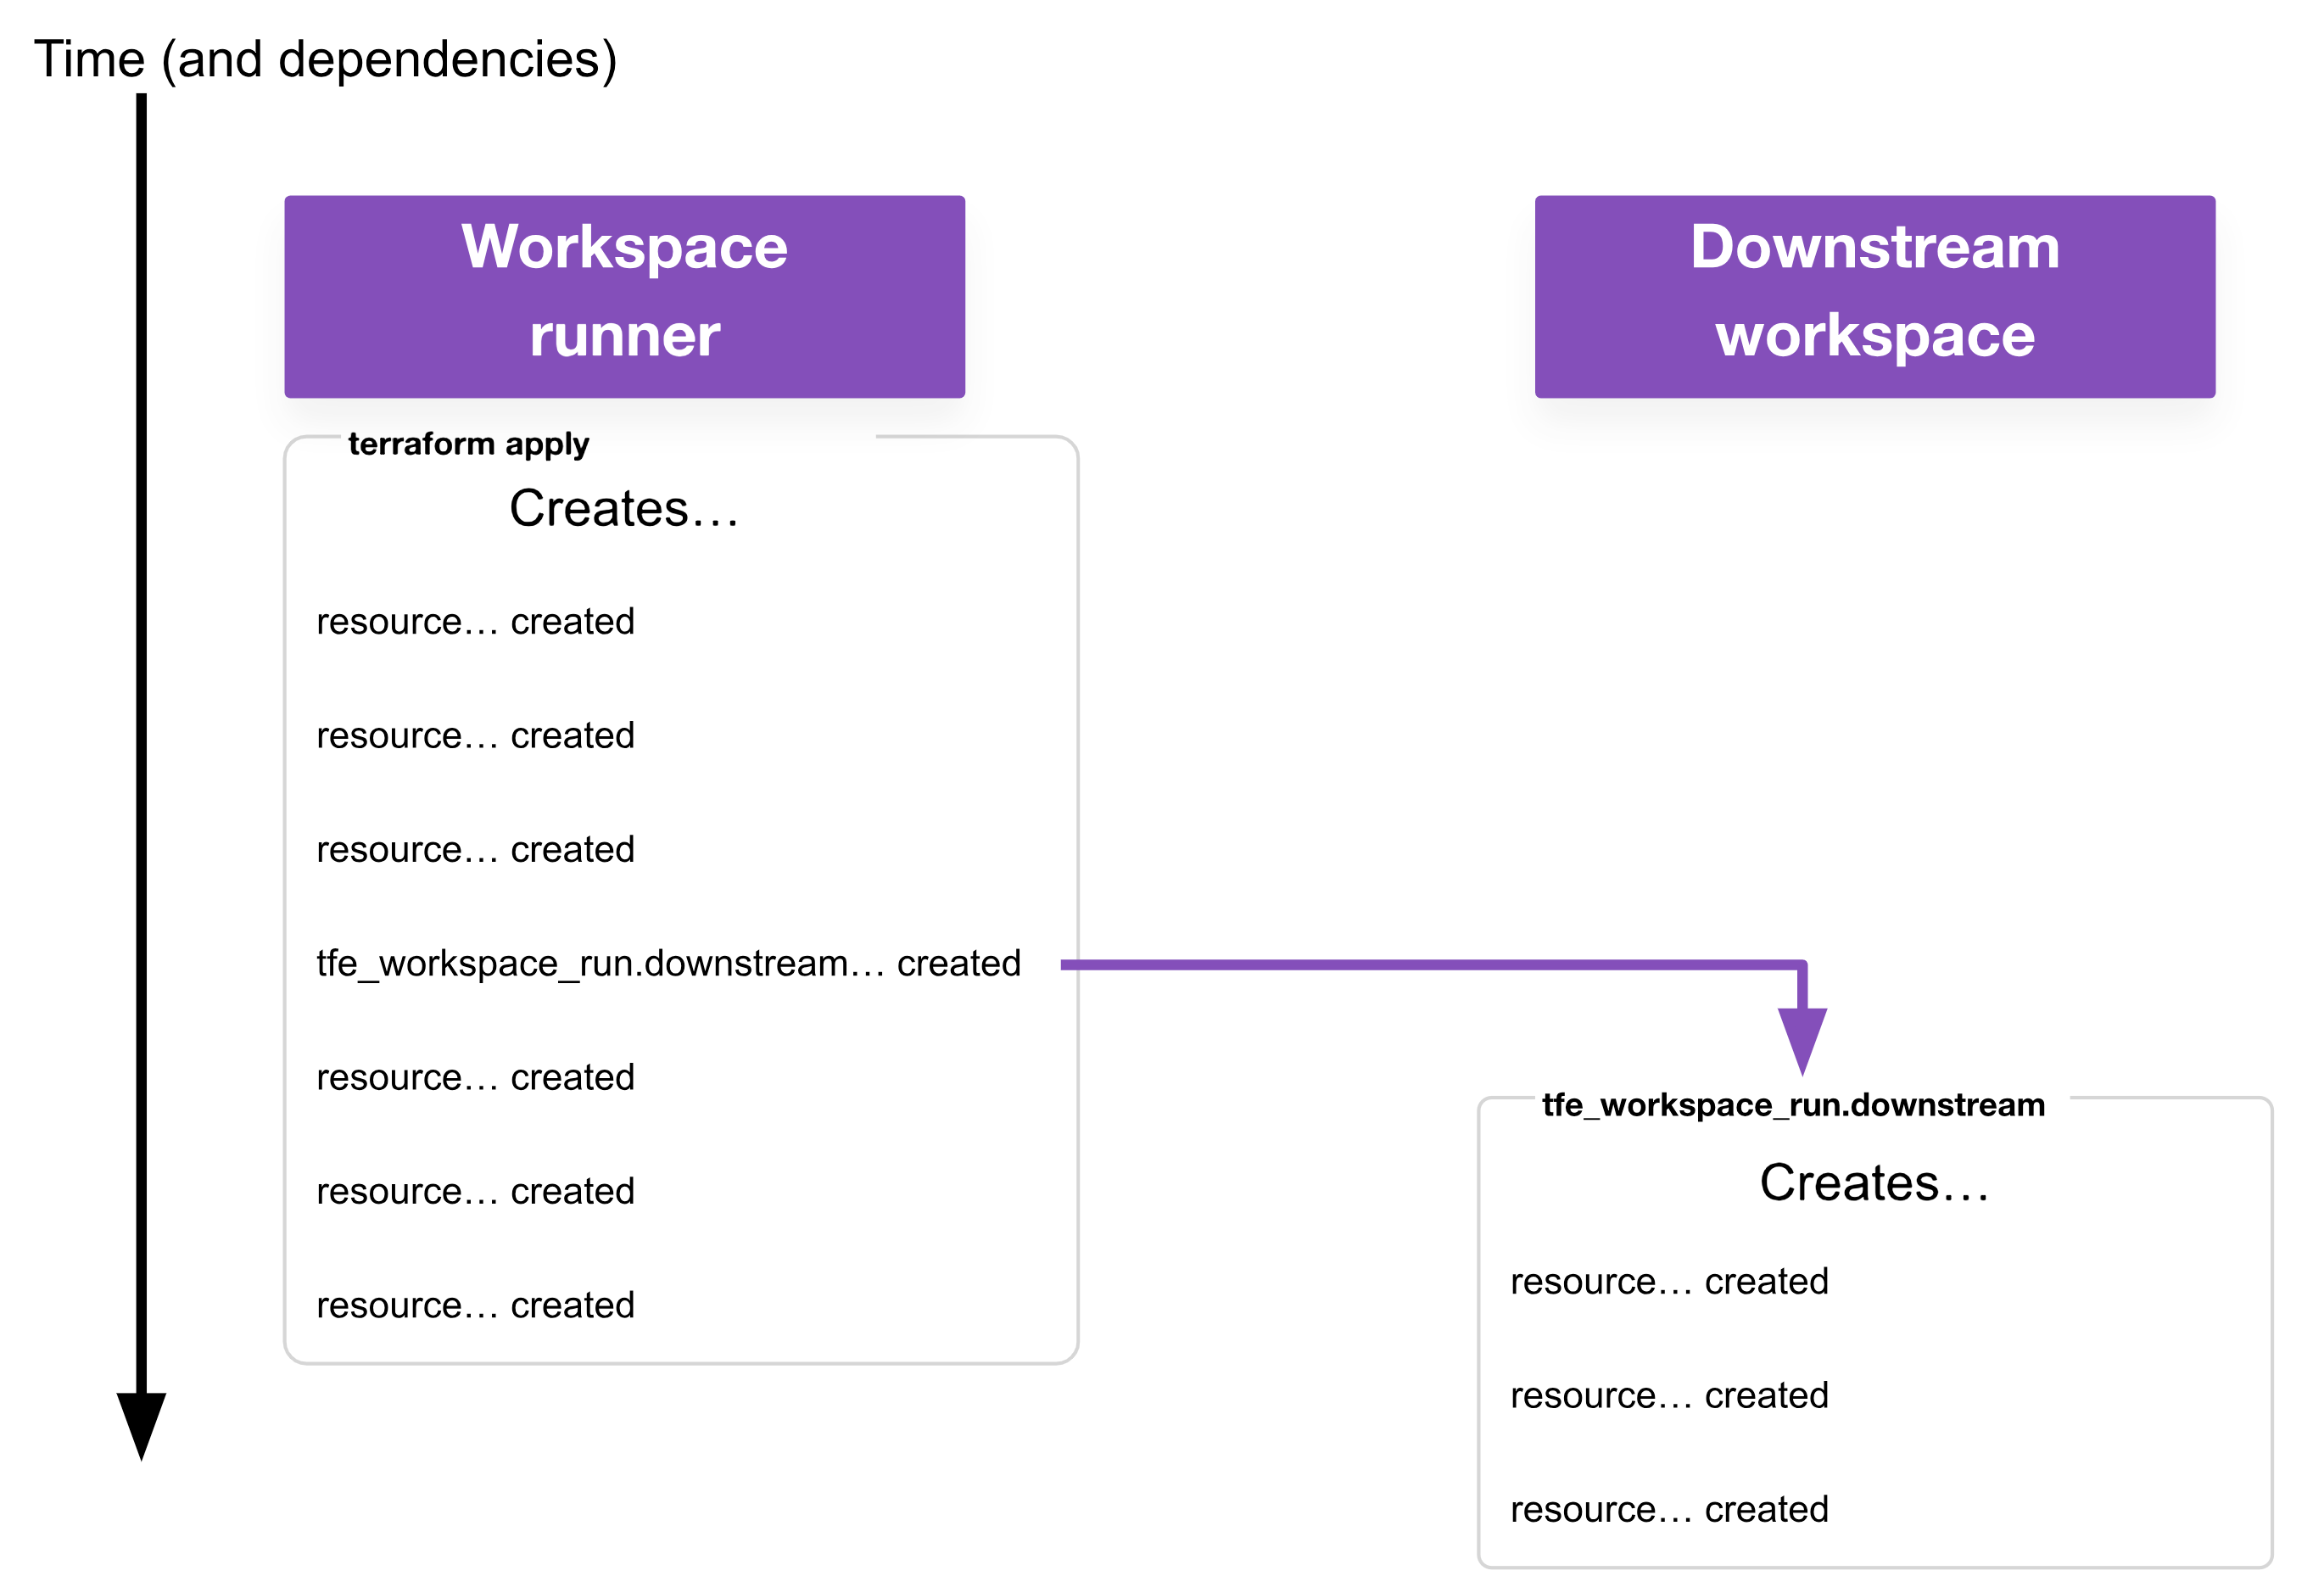 Time (and dependencies)
Workspace
runner
terraform apply
Creates…
resource… created
resource… created
resource… created
tfe_workspace_run.downstream… created
resource… created
resource… created
resource… created
Downstream
workspace
tfe_workspace_run.downstream
Creates…
resource… created
resource… created
resource… created